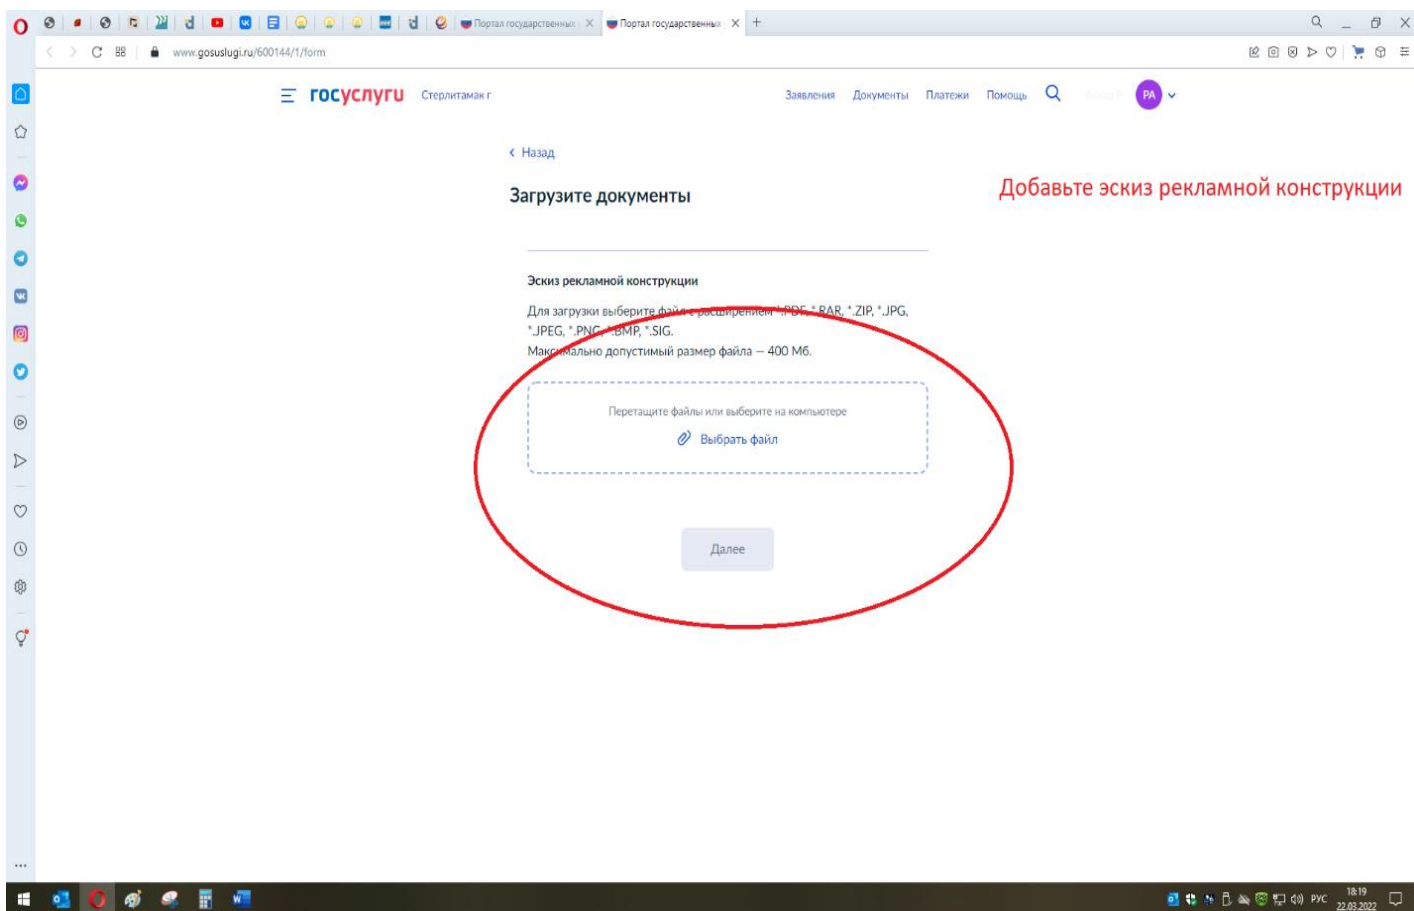 Портал государственных
Портал государственных
www.gosuslugi.ru/600144/1/form
госуслуги
Стерлитамак г
Заявления
Документы
Платежи
Помощь
РА
Назад
Загрузите документы
Добавьте эскиз рекламной конструкции
Эскиз рекламной конструкции
Для загрузки выберите файл с расширением *.PDF, *.RAR, *.ZIP, *.JPG,
*.JPEG, *.PNG, *.BMP, *.SIG.
Максимально допустимый размер файла — 400 Мб.
Перетащите файлы или выберите на компьютере
Выбрать файл
Далее
РУС
18:19
22.03.2022